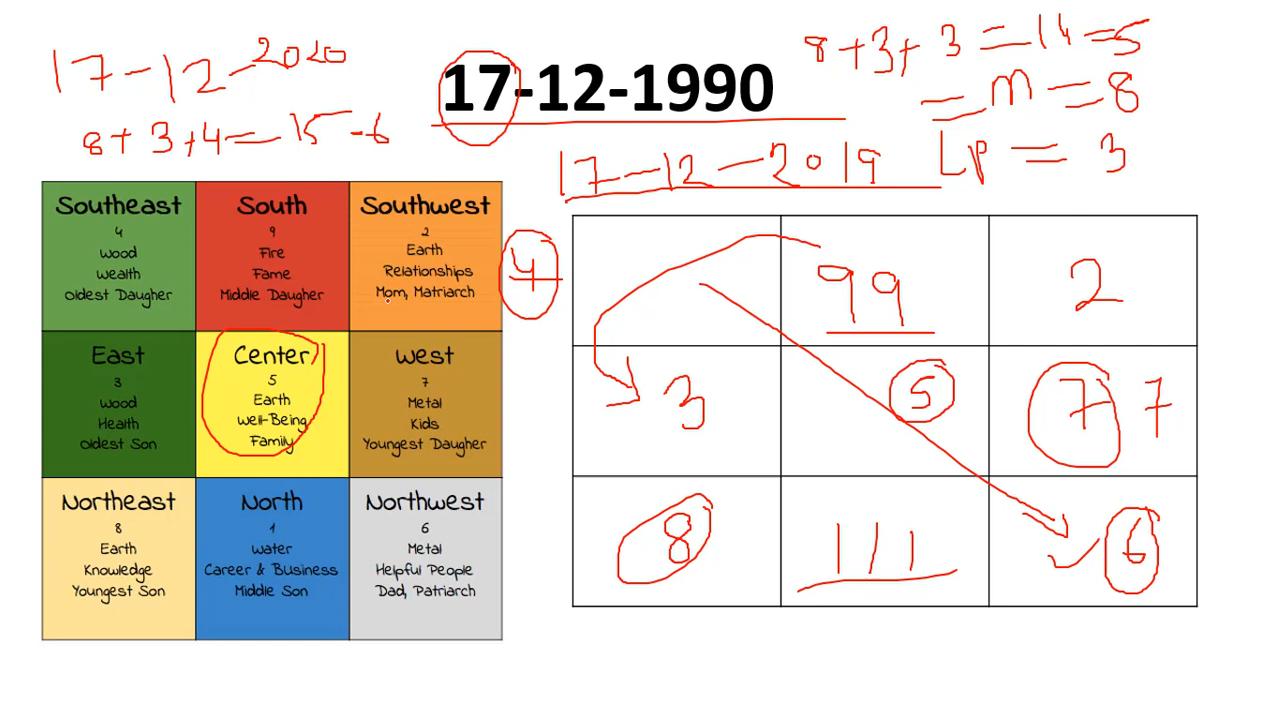 17-12-2020
8+3+4=15-6
17-12-1990
8+3+3=14=5
=m=8
17-12-2019
Lp=3
Southeast
4
Wood
Wealth
Oldest Daugher
South
9
Fire
Fame
Middle Daugher
Southwest
2
Earth
Relationships
Mom, Matriarch
East
3
Wood
Health
Oldest Son
Center
5
Earth
Well-Being
Family
West
7
Metal
Kids
Youngest Daugher
Northeast
8
Earth
Knowledge
Youngest Son
North
1
Water
Career & Business
Middle Son
Northwest
6
Metal
Helpful People
Dad, Patriarch
4
99
2
3
5
7 7
8
111
6